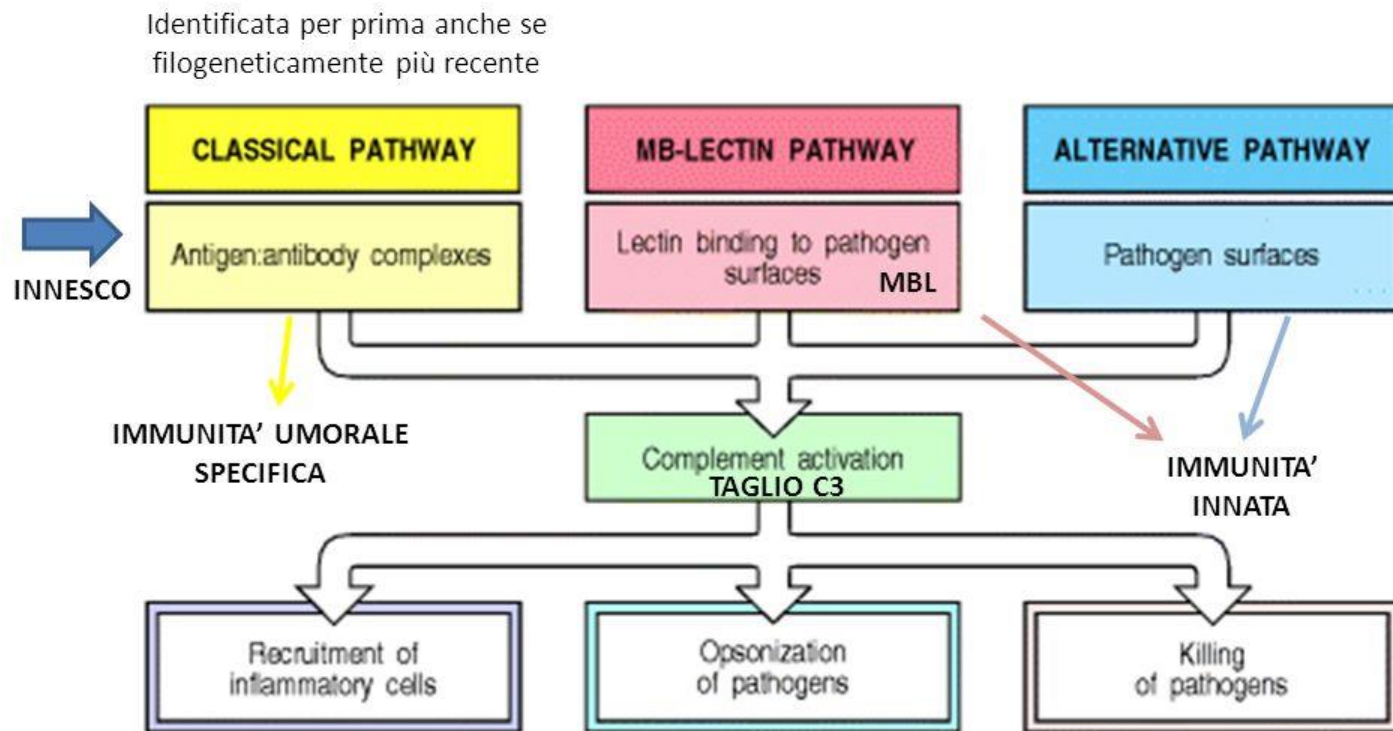 Identificata per prima anche se
filogeneticamente più recente
CLASSICAL PATHWAY
MB-LECTIN PATHWAY
ALTERNATIVE PATHWAY
INNESCO
Antigen:antibody complexes
Lectin binding to pathogen
surfaces
MBL
Pathogen surfaces
IMMUNITA’ UMORALE
SPECIFICA
Complement activation
TAGLIO C3
IMMUNITA’
INNATA
Recruitment of
inflammatory cells
Opsonization
of pathogens
Killing
of pathogens